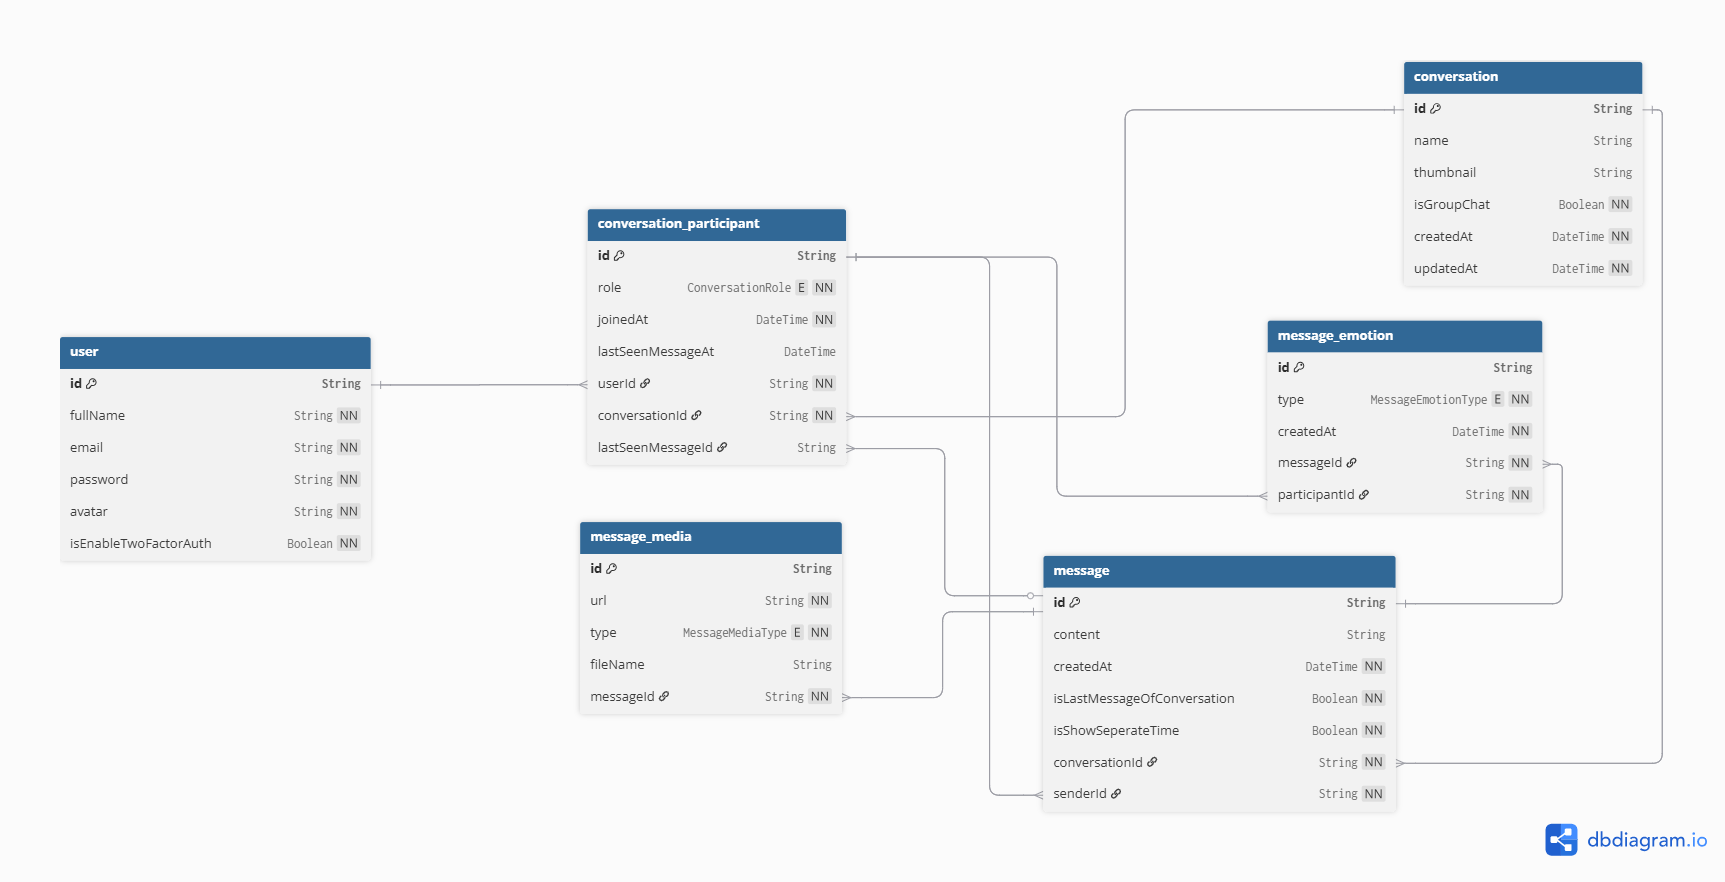 conversation
id String
name String
thumbnail String
isGroupChat Boolean NN
createdAt DateTime NN
updatedAt DateTime NN
conversation_participant
id String
role ConversationRole E NN
joinedAt DateTime NN
lastSeenMessageAt DateTime
userId String NN
conversationId String NN
lastSeenMessageId String
message_emotion
id String
type MessageEmotionType E NN
createdAt DateTime NN
messageId String NN
participantId String NN
user
id String
fullName String NN
email String NN
password String NN
avatar String NN
isEnableTwoFactorAuth Boolean NN
message_media
id String
url String NN
type MessageMediaType E NN
fileName String
messageId String NN
message
id String
content String
createdAt DateTime NN
isLastMessageOfConversation Boolean NN
isShowSeperateTime Boolean NN
conversationId String NN
senderId String NN
dbdiagram.io